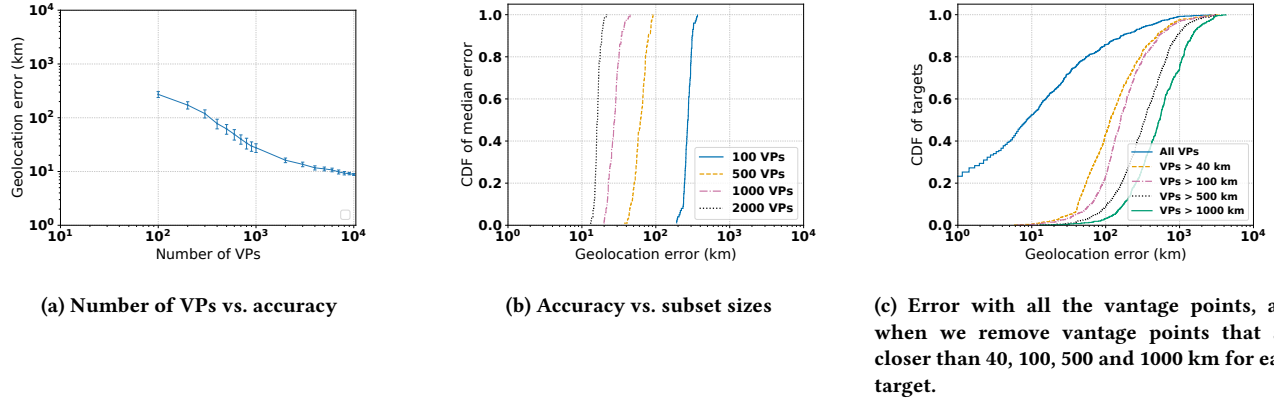 10^4
10^3
10^2
10^1
10^0
10^1
10^2
10^3
10^4
Geolocation error (km)
Number of VPs
(a) Number of VPs vs. accuracy
1.0
0.8
0.6
0.4
0.2
0.0
10^0
10^1
10^2
10^3
10^4
CDF of median error
Geolocation error (km)
100 VPs
500 VPs
1000 VPs
2000 VPs
(b) Accuracy vs. subset sizes
1.0
0.8
0.6
0.4
0.2
0.0
10^0
10^1
10^2
10^3
10^4
CDF of targets
Geolocation error (km)
All VPs
VPs > 40 km
VPs > 100 km
VPs > 500 km
VPs > 1000 km
(c) Error with all the vantage points, a
when we remove vantage points that
closer than 40, 100, 500 and 1000 km for ea
target.